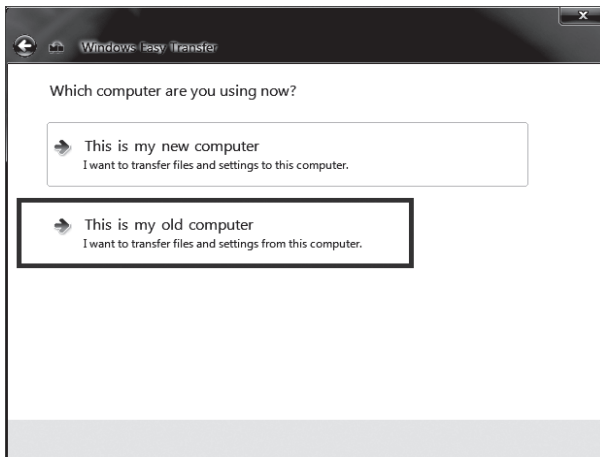 Windows Easy Transfer
Which computer are you using now?
This is my new computer
I want to transfer files and settings to this computer.
This is my old computer
I want to transfer files and settings from this computer.